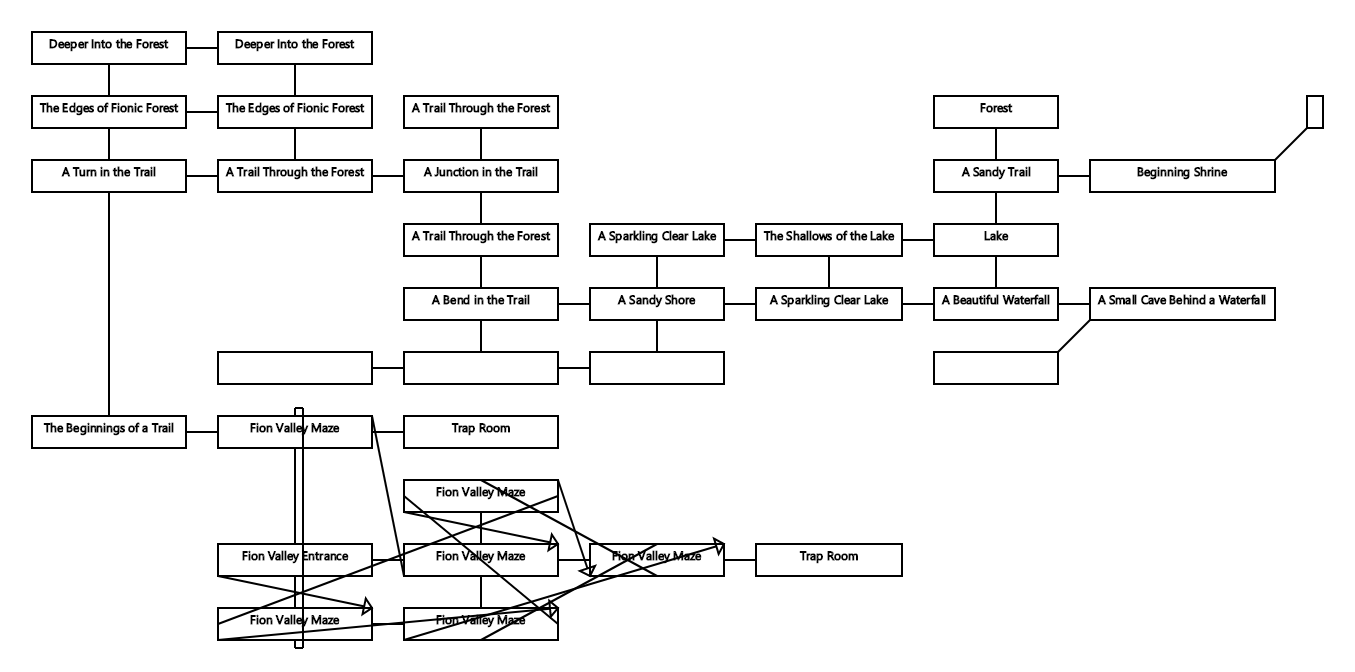 Deeper Into the Forest
Deeper Into the Forest
The Edges of Fionic Forest
The Edges of Fionic Forest
A Trail Through the Forest
Forest
A Turn in the Trail
A Trail Through the Forest
A Junction in the Trail
A Sandy Trail
Beginning Shrine
A Trail Through the Forest
A Sparkling Clear Lake
The Shallows of the Lake
Lake
A Bend in the Trail
A Sandy Shore
A Sparkling Clear Lake
A Beautiful Waterfall
A Small Cave Behind a Waterfall
The Beginnings of a Trail
Fion Valley Maze
Trap Room
Fion Valley Maze
Fion Valley Entrance
Fion Valley Maze
Fion Valley Maze
Trap Room
Fion Valley Maze
Fion Valley Maze